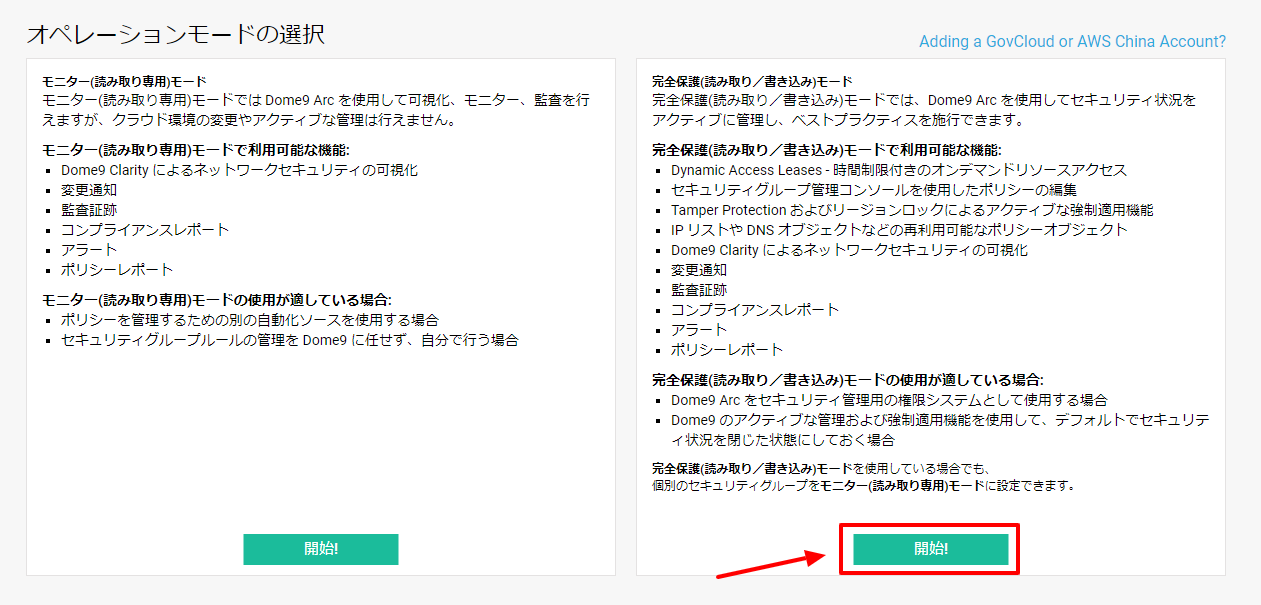 オペレーションモードの選択
Adding a GovCloud or AWS China Account?
モニター(読み取り専用)モード
モニター(読み取り専用)モードでは Dome9 Arc を使用して可視化、モニター、監査を行
えますが、クラウド環境の変更やアクティブな管理は行えません。
モニター(読み取り専用)モードで利用可能な機能:
▪ Dome9 Clarity によるネットワークセキュリティの可視化
▪ 変更通知
▪ 監査証跡
▪ コンプライアンスレポート
▪ アラート
▪ ポリシーレポート
モニター(読み取り専用)モードの使用が適している場合:
▪ ポリシーを管理するための別の自動化ソースを使用する場合
▪ セキュリティグループルールの管理を Dome9 に任せず、自分で行う場合
開始!
完全保護(読み取り／書き込み)モード
完全保護(読み取り／書き込み)モードでは、Dome9 Arc を使用してセキュリティ状況を
アクティブに管理し、ベストプラクティスを施行できます。
完全保護(読み取り／書き込み)モードで利用可能な機能:
▪ Dynamic Access Leases - 時間制限付きのオンデマンドリソースアクセス
▪ セキュリティグループ管理コンソールを使用したポリシーの編集
▪ Tamper Protection およびリージョンロックによるアクティブな強制適用機能
▪ IP リストや DNS オブジェクトなどの再利用可能なポリシーオブジェクト
▪ Dome9 Clarity によるネットワークセキュリティの可視化
▪ 変更通知
▪ 監査証跡
▪ コンプライアンスレポート
▪ アラート
▪ ポリシーレポート
完全保護(読み取り／書き込み)モードの使用が適している場合:
▪ Dome9 Arc をセキュリティ管理用の権限システムとして使用する場合
▪ Dome9 のアクティブな管理および強制適用機能を使用して、デフォルトでセキュリテ
ィ状況を閉じた状態にしておく場合
完全保護(読み取り／書き込み)モードを使用している場合でも、
個別のセキュリティグループをモニター(読み取り専用)モードに設定できます。
開始!